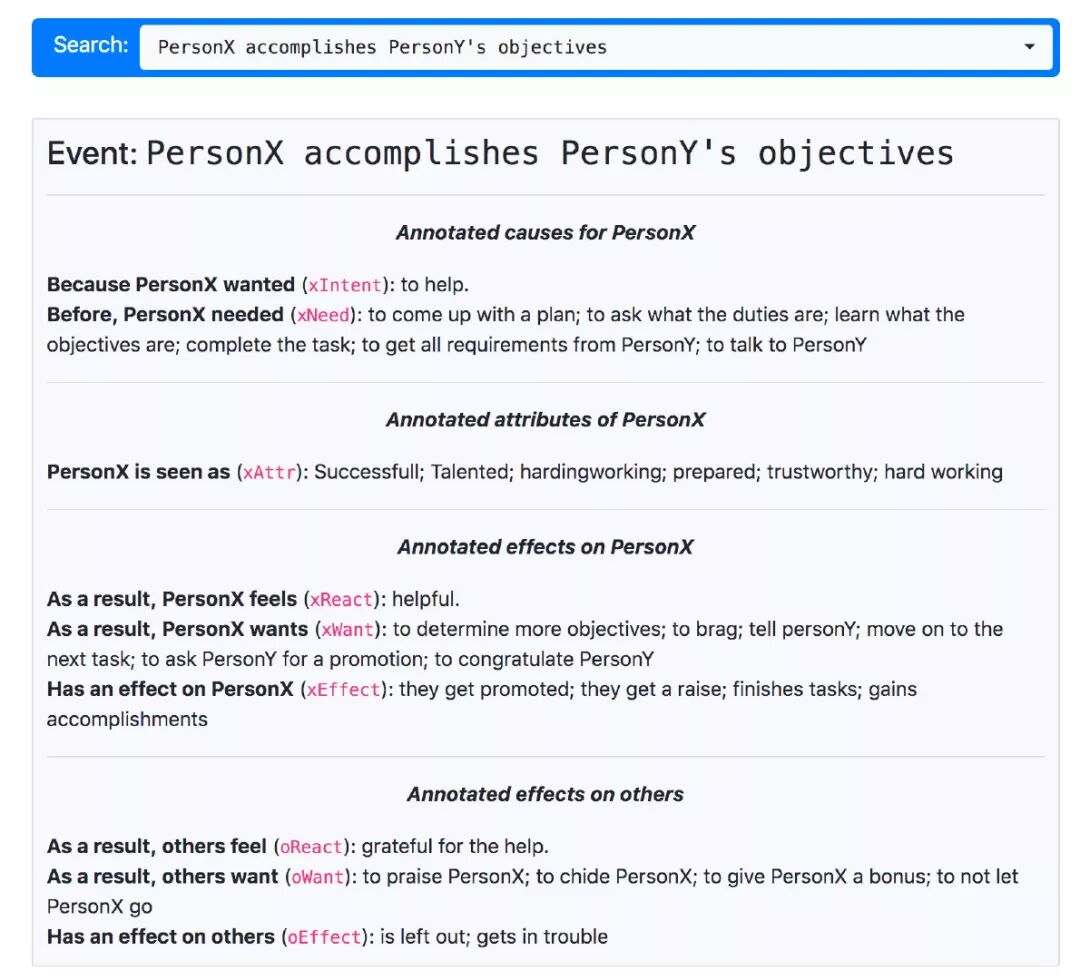 Search: PersonX accomplishes PersonY's objectives
Event: PersonX accomplishes PersonY's objectives
Annotated causes for PersonX
Because PersonX wanted (xIntent): to help.
Before, PersonX needed (xNeed): to come up with a plan; to ask what the duties are; learn what the
objectives are; complete the task; to get all requirements from PersonY; to talk to PersonY
Annotated attributes of PersonX
PersonX is seen as (xAttr): Successfull; Talented; hardingworking; prepared; trustworthy; hard working
Annotated effects on PersonX
As a result, PersonX feels (xReact): helpful.
As a result, PersonX wants (xWant): to determine more objectives; to brag; tell personY; move on to the
next task; to ask PersonY for a promotion; to congratulate PersonY
Has an effect on PersonX (xEffect): they get promoted; they get a raise; finishes tasks; gains
accomplishments
Annotated effects on others
As a result, others feel (oReact): grateful for the help.
As a result, others want (oWant): to praise PersonX; to chide PersonX; to give PersonX a bonus; to not let
PersonX go
Has an effect on others (oEffect): is left out; gets in trouble